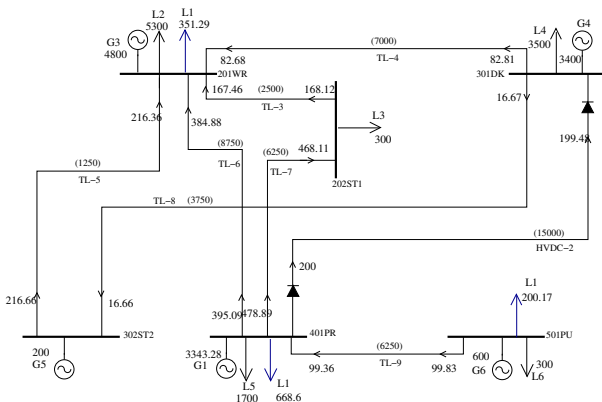 L2
5300
L1
351.29
G3
4800
82.68
(7000)
TL−4
82.81
L4
3500
G4
3400
201WR
301DK
167.46
(2500)
TL−3
168.12
16.67
216.36
384.88
L3
300
199.48
(8750)
TL−6
(6250)
TL−7
468.11
202ST1
(1250)
TL−5
TL−8
(3750)
(15000)
HVDC−2
200
L1
200.17
216.66
16.66
395.09
478.89
302ST2
401PR
501PU
200
G5
3343.28
G1
L5
1700
L1
668.6
99.36
(6250)
TL−9
99.83
600
G6
300
L6